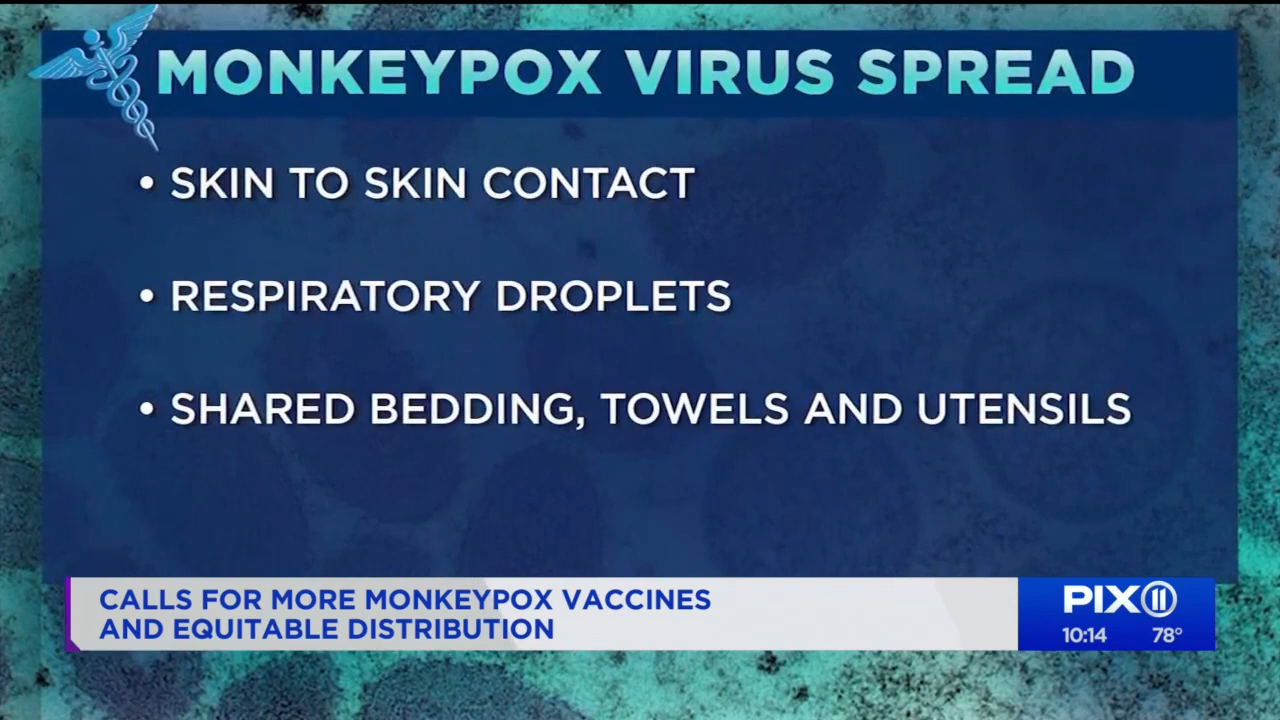 MONKEYPOX VIRUS SPREAD
• SKIN TO SKIN CONTACT
• RESPIRATORY DROPLETS
• SHARED BEDDING, TOWELS AND UTENSILS
CALLS FOR MORE MONKEYPOX VACCINES
AND EQUITABLE DISTRIBUTION
PIX11
10:14 78°